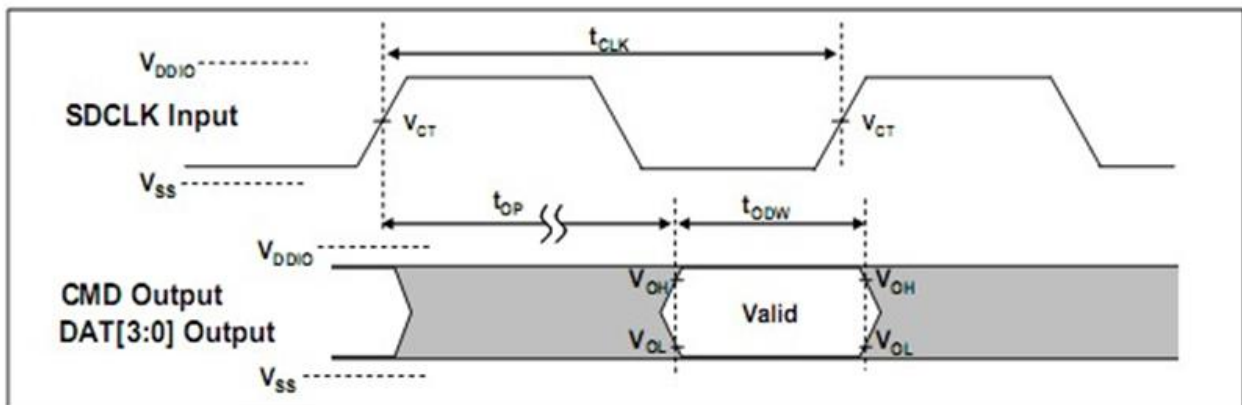 tCLK
VDDIO
SDCLK Input
VCT
VCT
VSS
tOP
tODW
VDDIO
VOH
VOH
CMD Output
DAT[3:0] Output
Valid
VOL
VOL
VSS